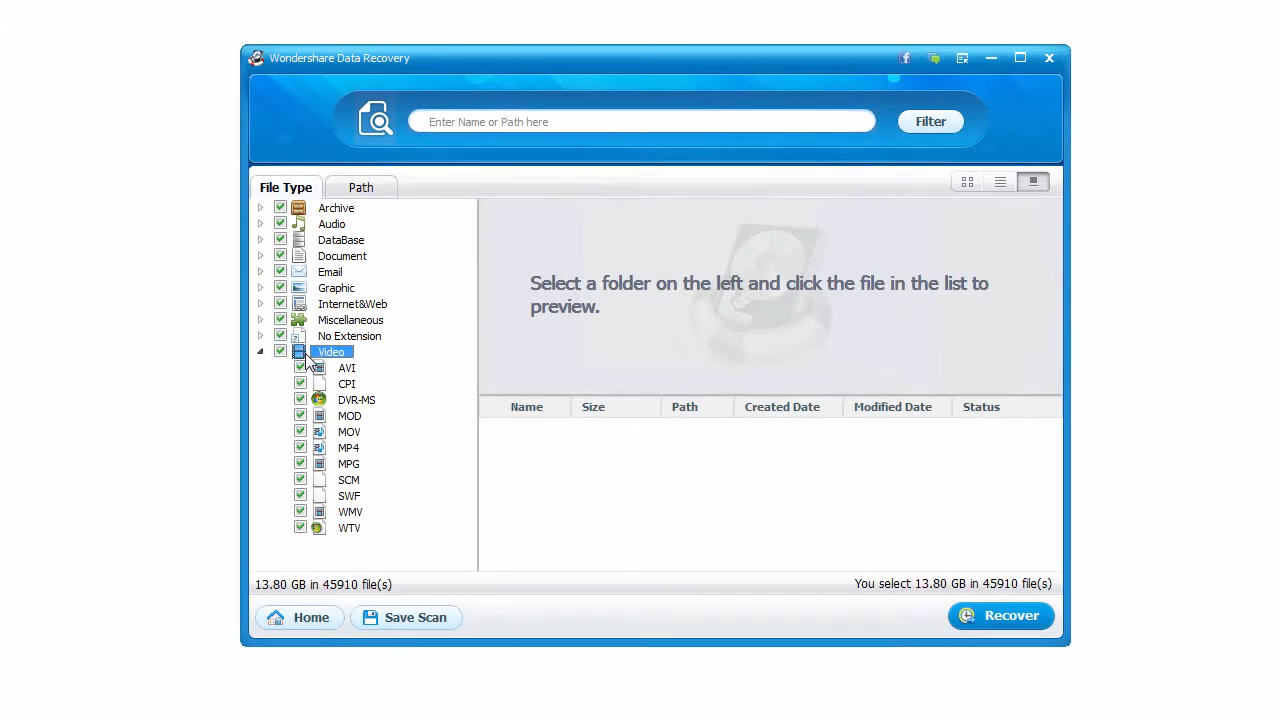 Wondershare Data Recovery
Enter Name or Path here
Filter
File Type
Path
Archive
Audio
DataBase
Document
Email
Graphic
Internet&Web
Miscellaneous
No Extension
Video
AVI
CPI
DVR-MS
MOD
MOV
MP4
MPG
SCM
SWF
WMV
WTV
Select a folder on the left and click the file in the list to
preview.
Name Size Path Created Date Modified Date Status
13.80 GB in 45910 file(s)
You select 13.80 GB in 45910 file(s)
Home
Save Scan
Recover